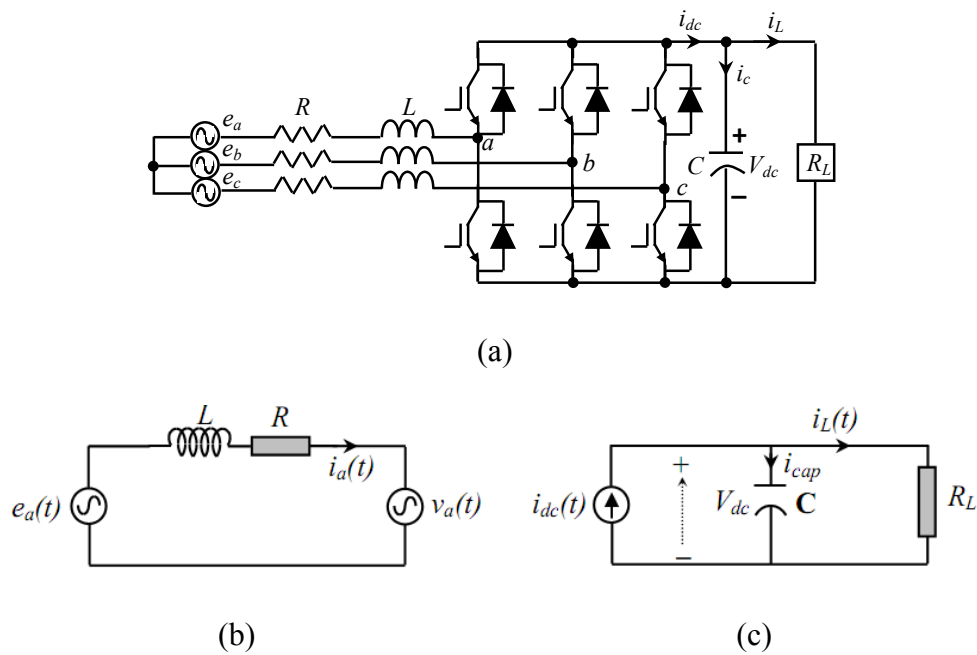 i_dc i_L
i_c
e_a R L
a
e_b
b
e_c
c
C + V_dc − R_L
(a)
L R
i_a(t)
e_a(t) v_a(t)
i_L(t)
i_cap
i_dc(t) + − V_dc C R_L
(b) (c)